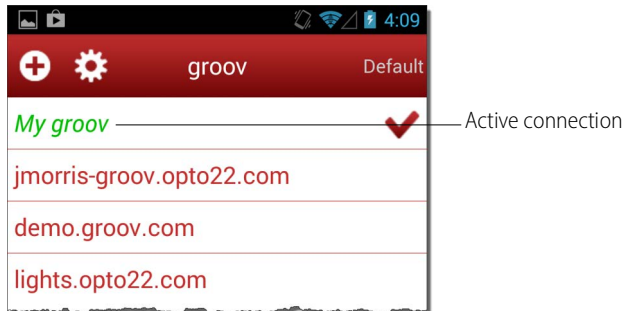 4:09
groov
Default
My groov
Active connection
jmorris-groov.opto22.com
demo.groov.com
lights.opto22.com